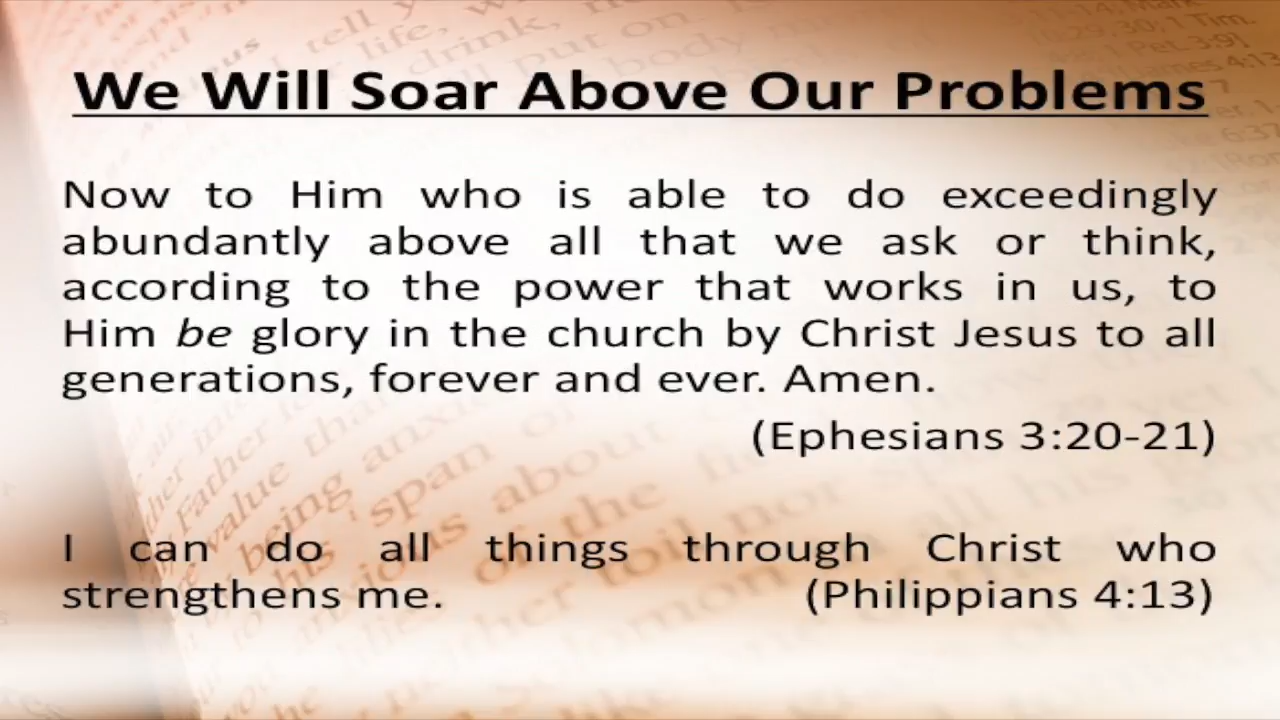 We Will Soar Above Our Problems
Now to Him who is able to do exceedingly
abundantly above all that we ask or think,
according to the power that works in us, to
Him be glory in the church by Christ Jesus to all
generations, forever and ever. Amen.
(Ephesians 3:20-21)
I can do all things through Christ who
strengthens me. (Philippians 4:13)